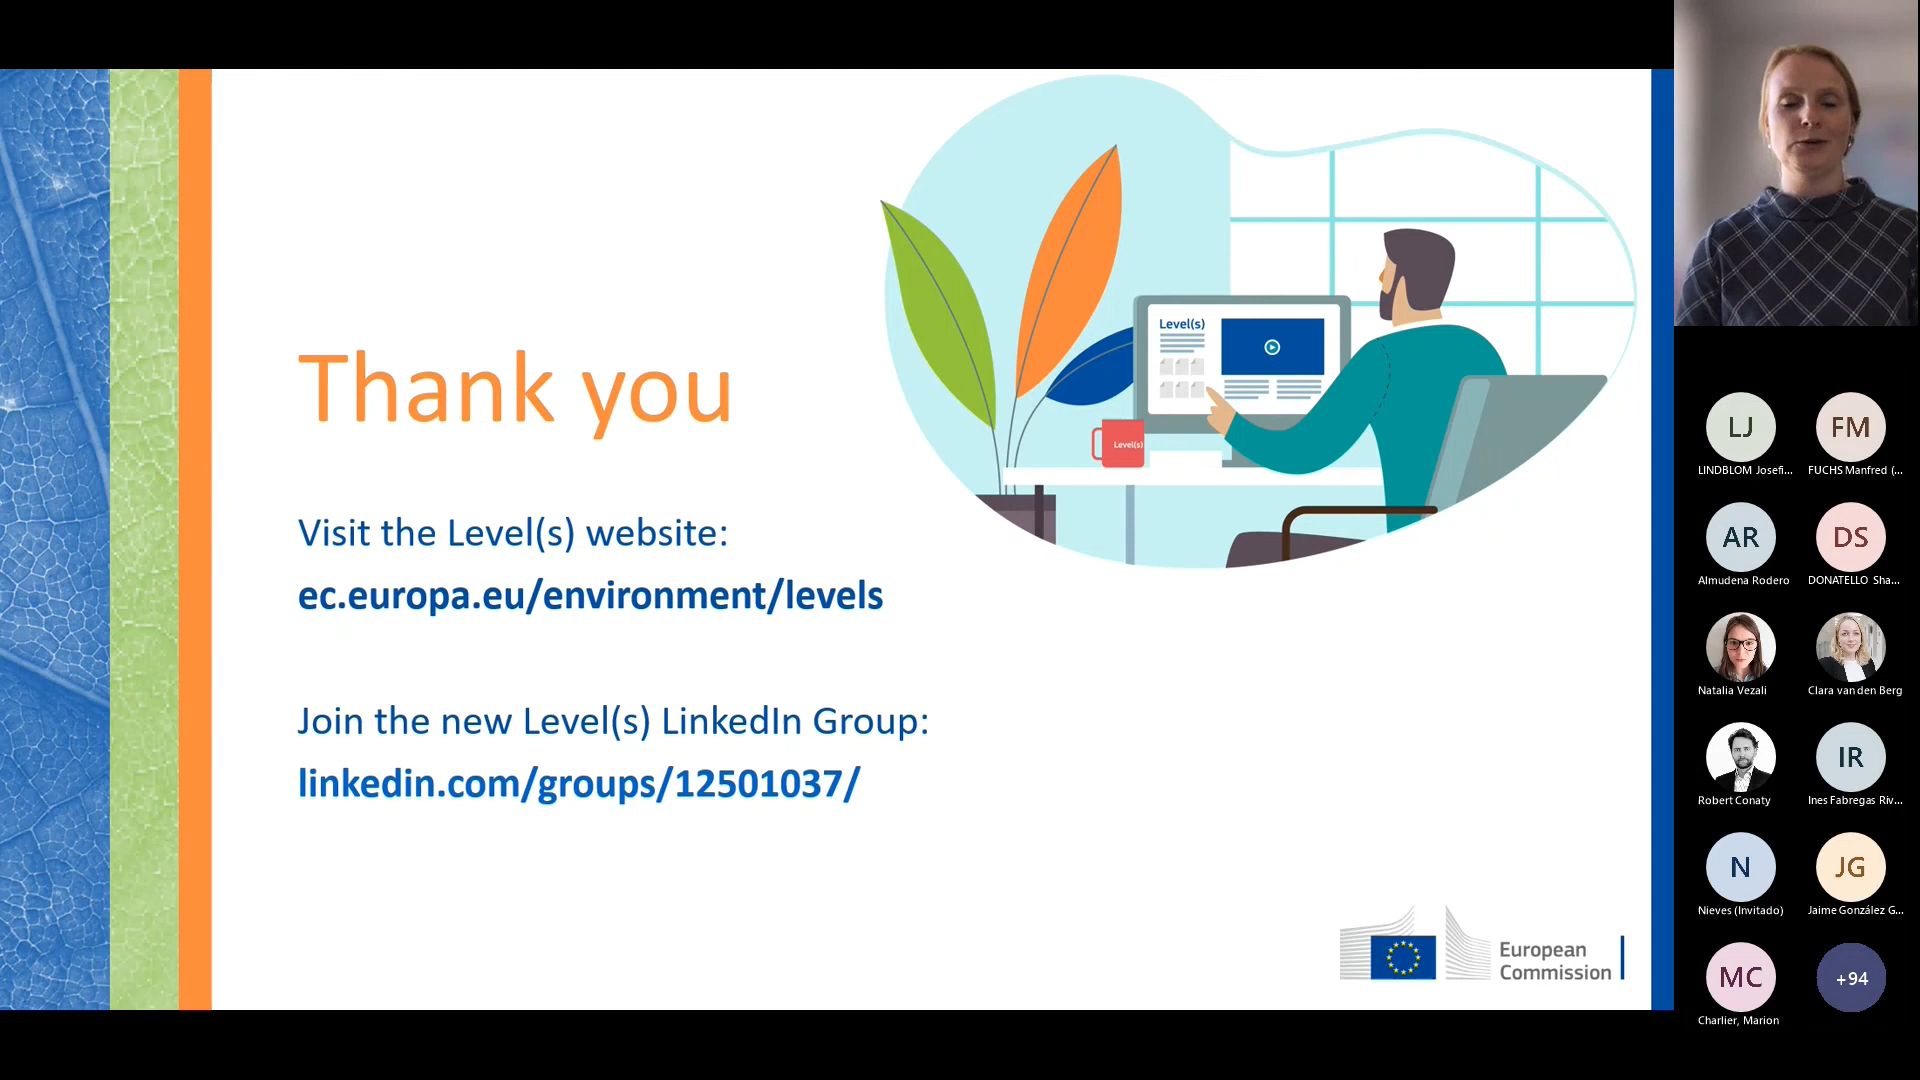 Thank you
Visit the Level(s) website:
ec.europa.eu/environment/levels
Join the new Level(s) LinkedIn Group:
linkedin.com/groups/12501037/
Level(s)
Level(s)
European
Commission
LJ
LINDBLOM Josefi...
FM
FUCHS Manfred (...
AR
Almudena Rodero
DS
DONATELLO Sha...
Natalia Vezali
Clara van den Berg
Robert Conaty
IR
Ines Fabregas Riv...
N
Nieves (Invitado)
JG
Jaime González G...
MC
Charlier, Marion
+94